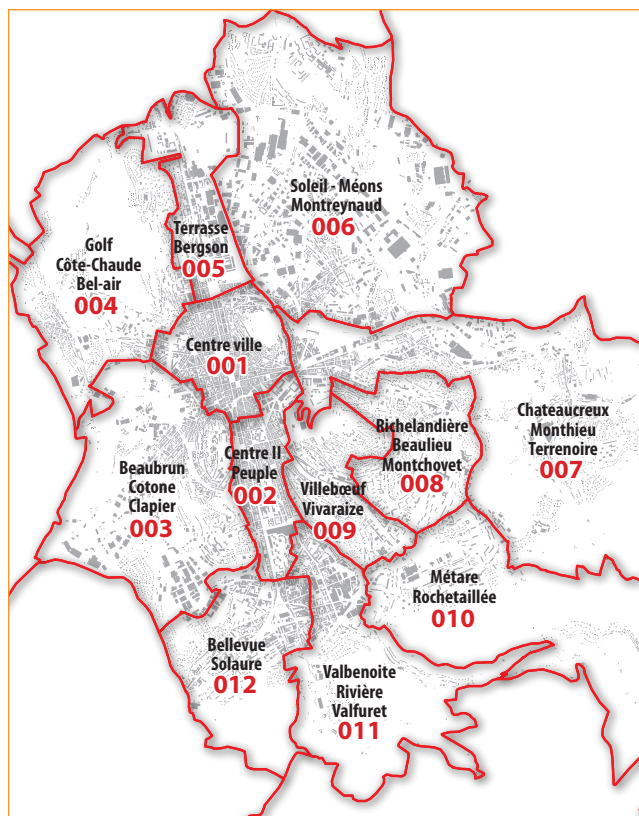 Soleil - Méons
Montreynaud
006
Terrasse
Bergson
005
Golf
Côte-Chaude
Bel-air
004
Centre ville
001
Chateaucreux
Monthieu
Terrenoire
007
Richelandière
Beaulieu
Montchovet
008
Centre II
Peuple
002
Beaubrun
Cotone
Clapier
003
Villebœuf
Vivaraize
009
Métare
Rochetaillée
010
Bellevue
Solaure
012
Valbenoite
Rivière
Valfuret
011